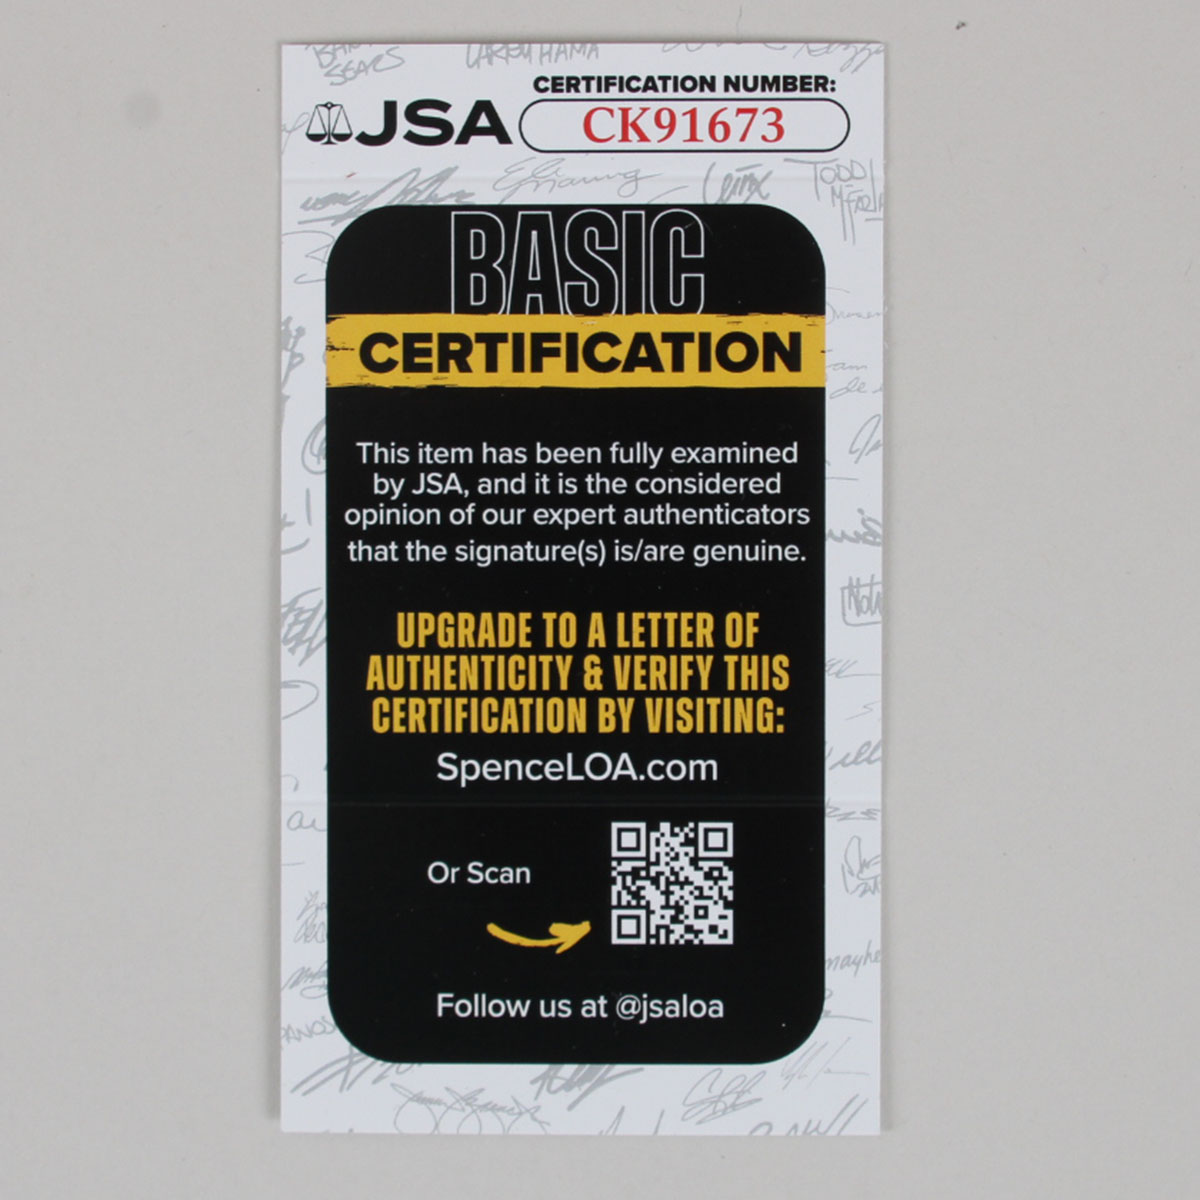 CERTIFICATION NUMBER:
JSA CK91673
BASIC
CERTIFICATION
This item has been fully examined
by JSA, and it is the considered
opinion of our expert authenticators
that the signature(s) is/are genuine.
UPGRADE TO A LETTER OF
AUTHENTICITY & VERIFY THIS
CERTIFICATION BY VISITING:
SpenceLOA.com
Or Scan
Follow us at @jsaloa